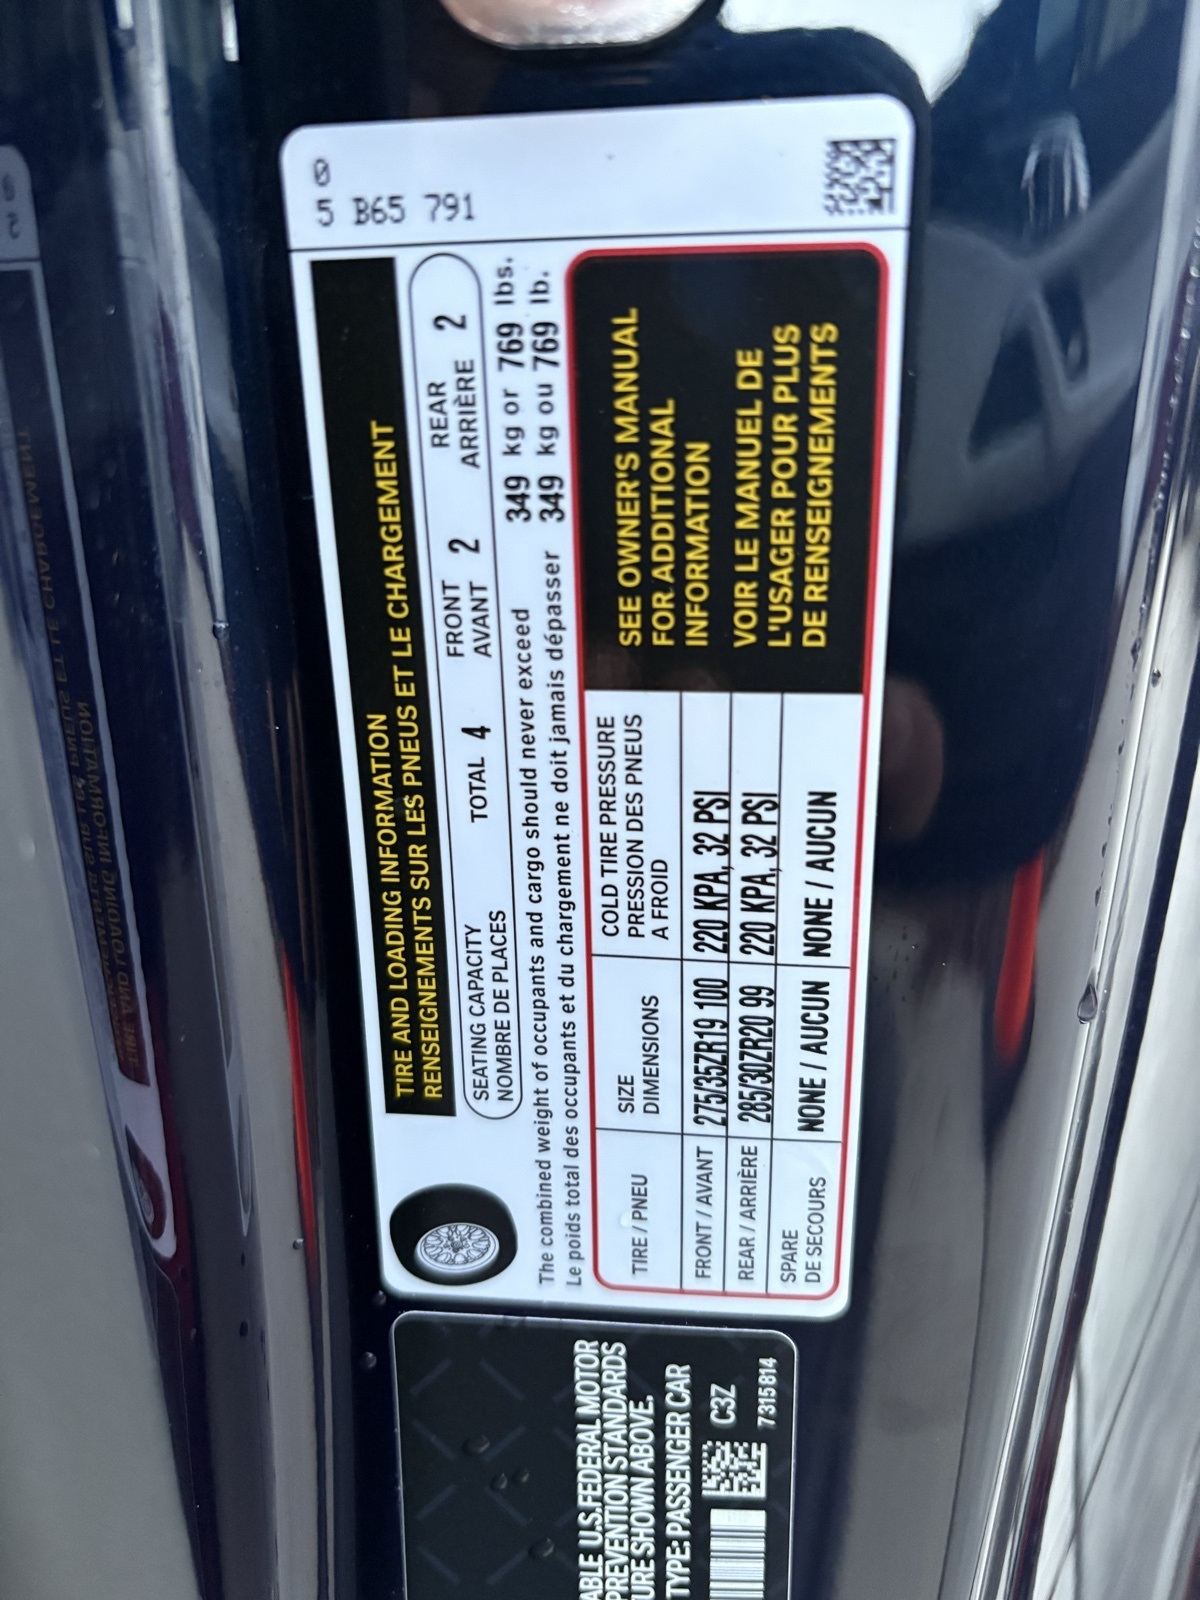 0
5 B65 791
TIRE AND LOADING INFORMATION
RENSEIGNEMENTS SUR LES PNEUS ET LE CHARGEMENT
SEATING CAPACITY
NOMBRE DE PLACES
TOTAL 4
FRONT
AVANT 2
REAR
ARRIÈRE 2
The combined weight of occupants and cargo should never exceed 349 kg or 769 lbs.
Le poids total des occupants et du chargement ne doit jamais dépasser 349 kg ou 769 lb.
TIRE / PNEU
SIZE
DIMENSIONS
COLD TIRE PRESSURE
PRESSION DES PNEUS
A FROID
FRONT / AVANT 275/35ZR19 100 220 KPA, 32 PSI
REAR / ARRIÈRE 285/30ZR20 99 220 KPA, 32 PSI
SPARE
DE SECOURS
NONE / AUCUN NONE / AUCUN
SEE OWNER'S MANUAL
FOR ADDITIONAL
INFORMATION
VOIR LE MANUEL DE
L'USAGER POUR PLUS
DE RENSEIGNEMENTS
ABLE U.S.FEDERAL MOTOR
PREVENTION STANDARDS
URE SHOWN ABOVE.
TYPE: PASSENGER CAR
C3Z
7315814